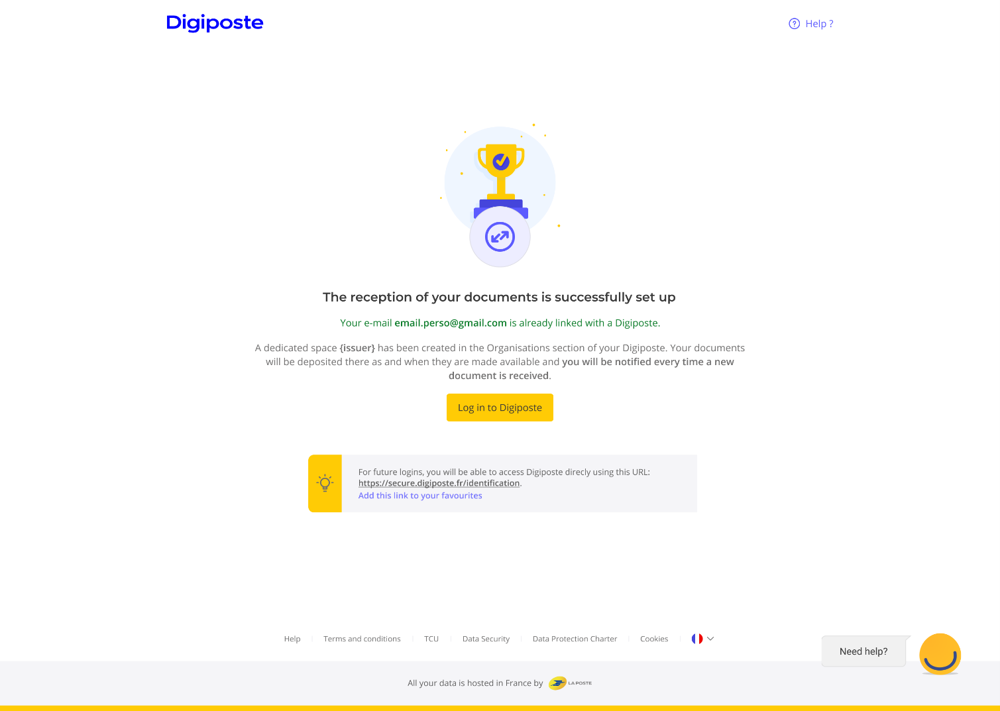 Digiposte
Help ?
The reception of your documents is successfully set up
Your e-mail email.perso@gmail.com is already linked with a Digiposte.
A dedicated space {issuer} has been created in the Organisations section of your Digiposte. Your documents
will be deposited there as and when they are made available and you will be notified every time a new
document is received.
Log in to Digiposte
For future logins, you will be able to access Digiposte direcly using this URL:
https://secure.digiposte.fr/identification.
Add this link to your favourites
Help
Terms and conditions
TCU
Data Security
Data Protection Charter
Cookies
Need help?
All your data is hosted in France by LA POSTE